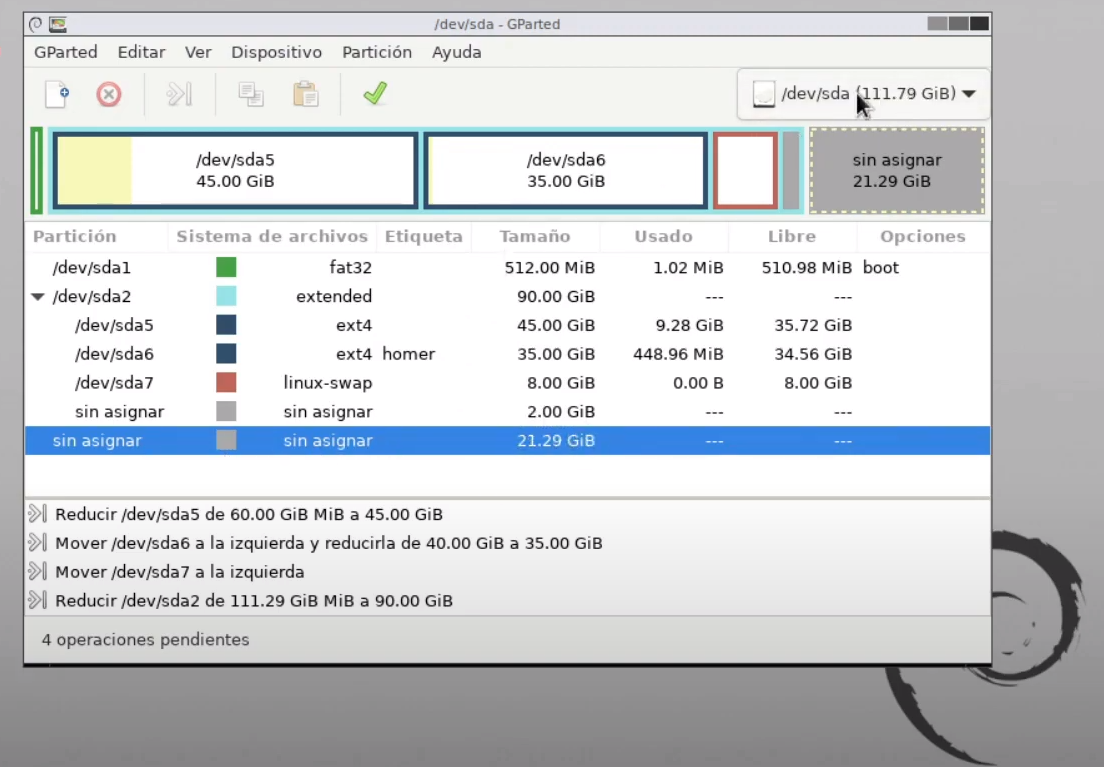 /dev/sda - GParted
GParted Editar Ver Dispositivo Partición Ayuda
/dev/sda (111.79 GiB)
/dev/sda5
45.00 GiB
/dev/sda6
35.00 GiB
sin asignar
21.29 GiB
Partición Sistema de archivos Etiqueta Tamaño Usado Libre Opciones
/dev/sda1 fat32 512.00 MiB 1.02 MiB 510.98 MiB boot
/dev/sda2 extended 90.00 GiB --- ---
/dev/sda5 ext4 45.00 GiB 9.28 GiB 35.72 GiB
/dev/sda6 ext4 homer 35.00 GiB 448.96 MiB 34.56 GiB
/dev/sda7 linux-swap 8.00 GiB 0.00 B 8.00 GiB
sin asignar sin asignar 2.00 GiB --- ---
sin asignar sin asignar 21.29 GiB --- ---
Reducir /dev/sda5 de 60.00 GiB MiB a 45.00 GiB
Mover /dev/sda6 a la izquierda y reducirla de 40.00 GiB a 35.00 GiB
Mover /dev/sda7 a la izquierda
Reducir /dev/sda2 de 111.29 GiB MiB a 90.00 GiB
4 operaciones pendientes